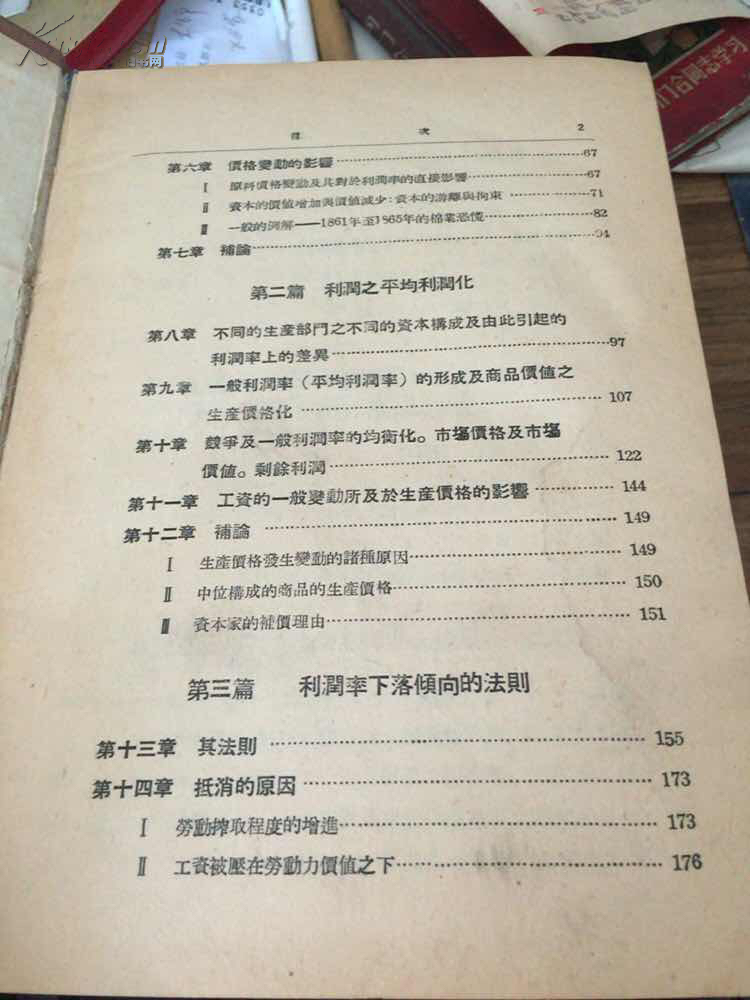 目 次 2
第六章 價格變動的影響……67
Ⅰ 原料價格變動及其對於利潤率的直接影響……67
Ⅱ 資本的價值增加與價值減少:資本的游離與拘束……71
Ⅲ 一般的例解——1861年至1865年的棉業恐慌……82
第七章 補論……94
第二篇 利潤之平均利潤化
第八章 不同的生産部門之不同的資本構成及由此引起的
利潤率上的差異……97
第九章 一般利潤率(平均利潤率)的形成及商品價值之
生産價格化……107
第十章 競爭及一般利潤率的均衡化。市場價格及市場
價值。剩餘利潤……122
第十一章 工資的一般變動所及於生産價格的影響……144
第十二章 補論……149
Ⅰ 生産價格發生變動的諸種原因……149
Ⅱ 中位構成的商品的生産價格……150
Ⅲ 資本家的補價理由……151
第三篇 利潤率下落傾向的法則
第十三章 其法則……155
第十四章 抵消的原因……173
Ⅰ 勞動搾取程度的增進……173
Ⅱ 工資被壓在勞動力價值之下……176